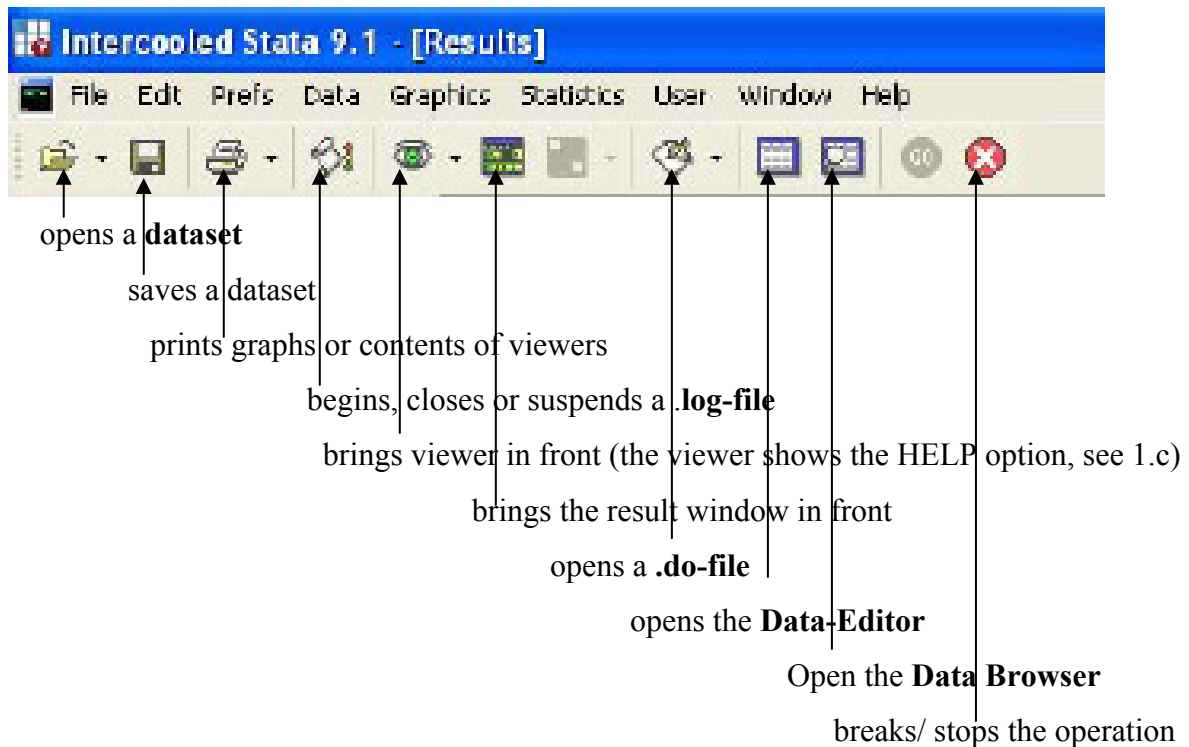 Intercooled Stata 9.1 - [Results]
File Edit Prefs Data Graphics Statistics User Window Help
GO
opens a dataset
saves a dataset
prints graphs or contents of viewers
begins, closes or suspends a .log-file
brings viewer in front (the viewer shows the HELP option, see 1.c)
brings the result window in front
opens a .do-file
opens the Data-Editor
Open the Data Browser
breaks/ stops the operation